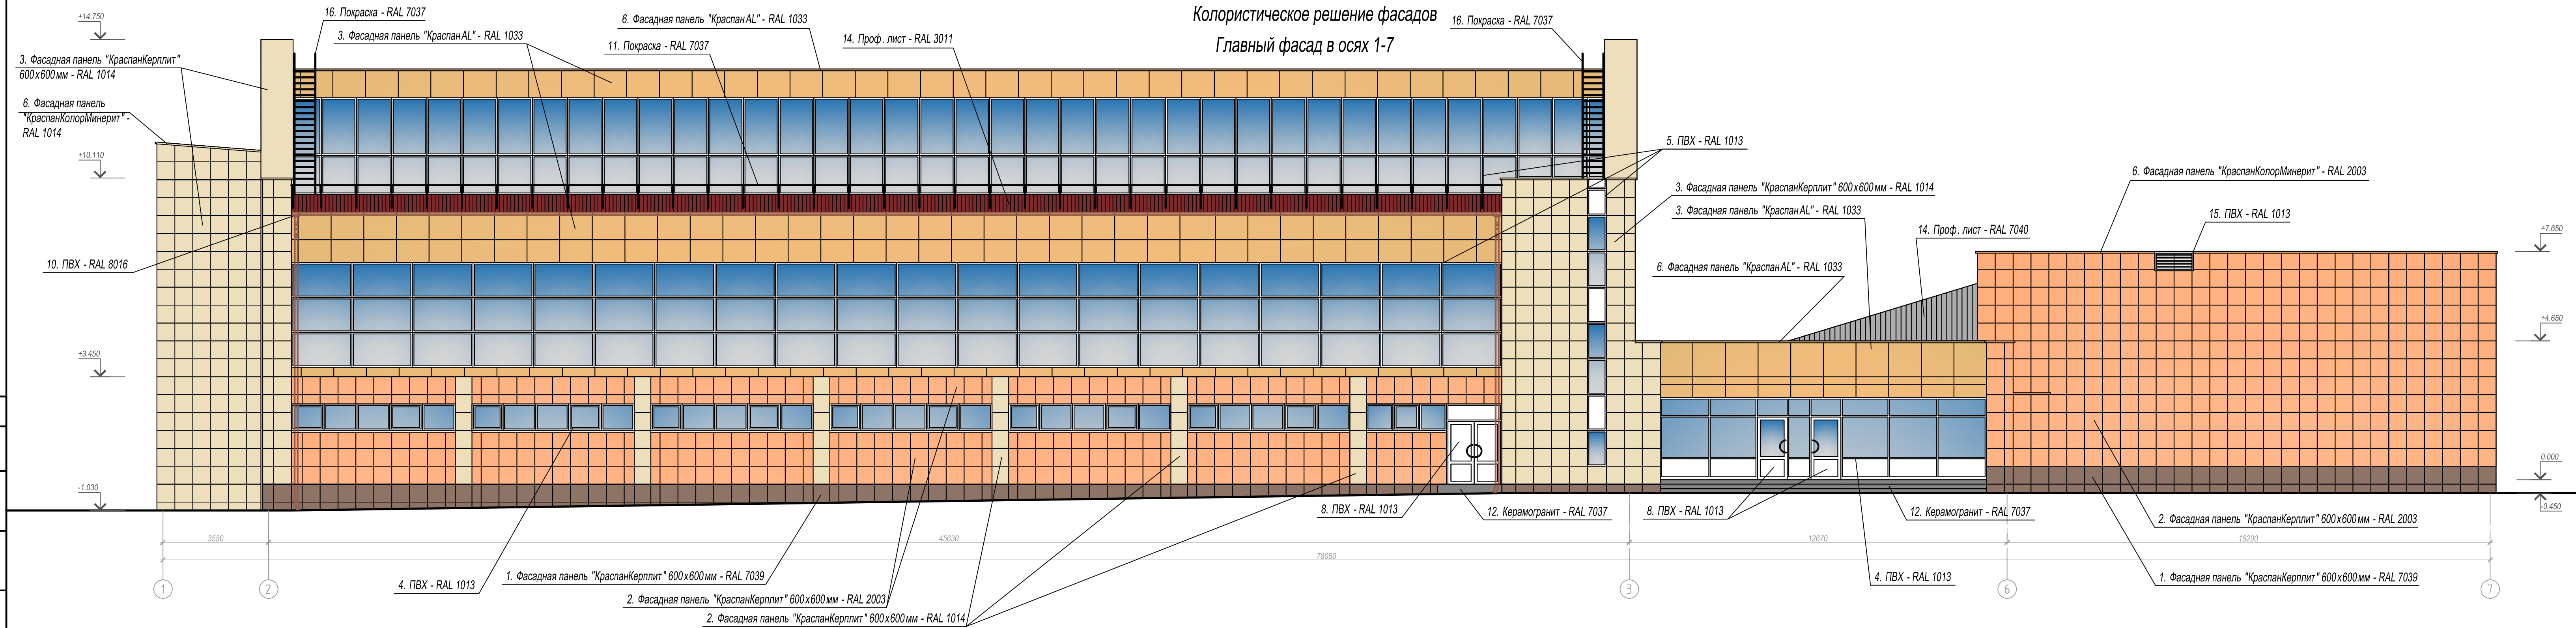 Колористическое решение фасадов
Главный фасад в осях 1-7
+14.750
16. Покраска - RAL 7037
6. Фасадная панель "КраспанAL" - RAL 1033
3. Фасадная панель "КраспанAL" - RAL 1033
11. Покраска - RAL 7037
14. Проф. лист - RAL 3011
16. Покраска - RAL 7037
3. Фасадная панель "КраспанКерплит"
600х600мм - RAL 1014
6. Фасадная панель
"КраспанКолорМинерит" -
RAL 1014
+10.110
5. ПВХ - RAL 1013
6. Фасадная панель "КраспанКолорМинерит" - RAL 2003
3. Фасадная панель "КраспанКерплит" 600х600мм - RAL 1014
3. Фасадная панель "КраспанAL" - RAL 1033
15. ПВХ - RAL 1013
14. Проф. лист - RAL 7040
+7.650
10. ПВХ - RAL 8016
6. Фасадная панель "КраспанAL" - RAL 1033
+4.650
+3.450
0.000
-1.030
-0.450
8. ПВХ - RAL 1013
12. Керамогранит - RAL 7037
8. ПВХ - RAL 1013
12. Керамогранит - RAL 7037
2. Фасадная панель "КраспанКерплит" 600х600мм - RAL 2003
3550
45630
12670
16200
78050
4. ПВХ - RAL 1013
1. Фасадная панель "КраспанКерплит" 600х600мм - RAL 7039
4. ПВХ - RAL 1013
1. Фасадная панель "КраспанКерплит" 600х600мм - RAL 7039
1
2
3
6
7
2. Фасадная панель "КраспанКерплит" 600х600мм - RAL 2003
2. Фасадная панель "КраспанКерплит" 600х600мм - RAL 1014